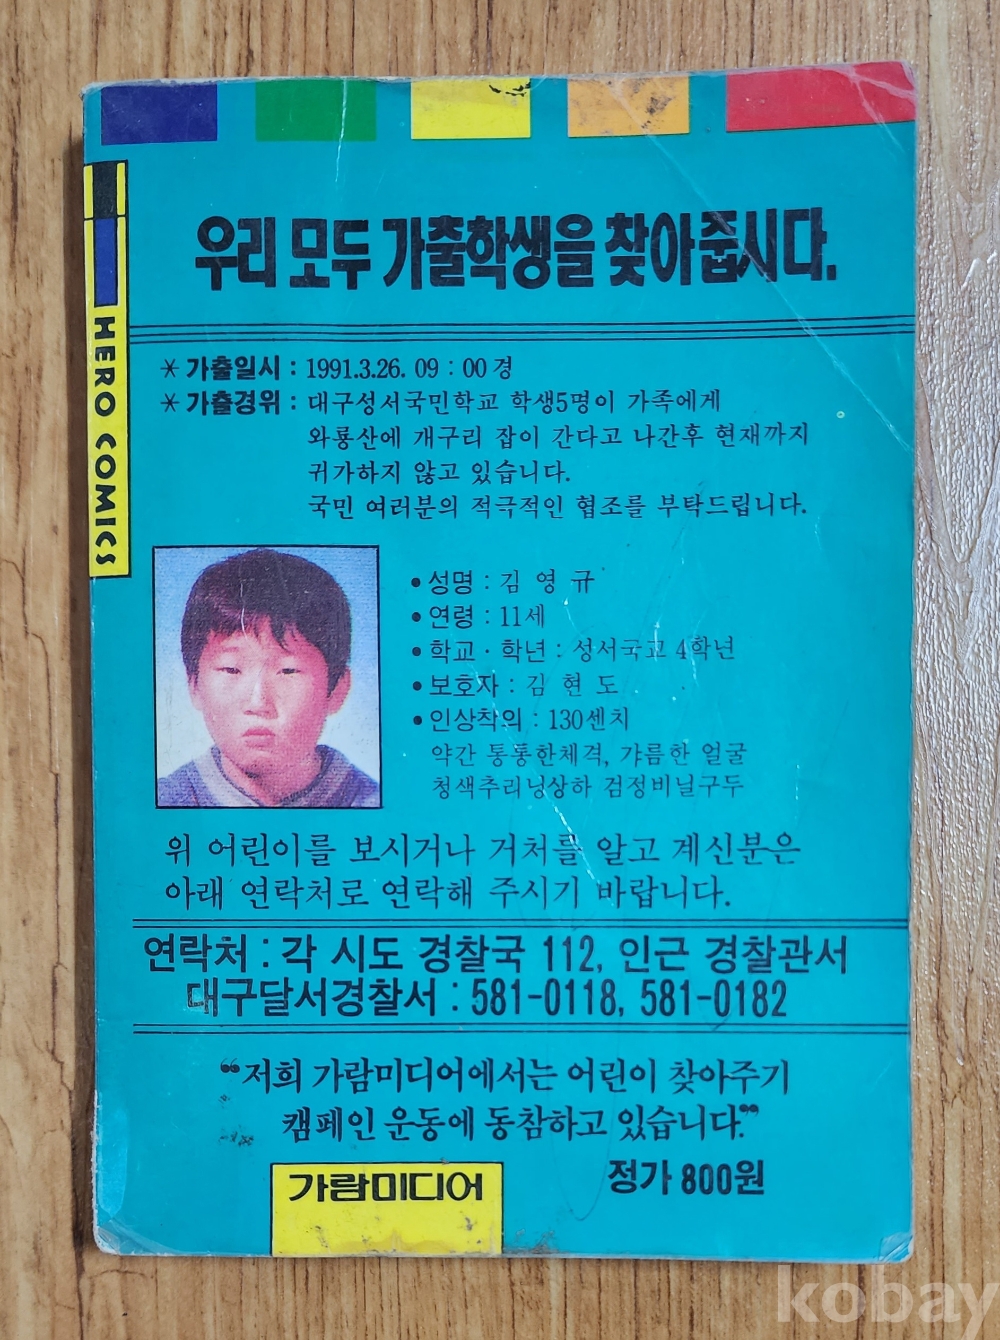 우리 모두 가출학생을 찾아줍시다.
HERO COMICS
* 가출일시 : 1991.3.26. 09 : 00 경
* 가출경위 : 대구성서국민학교 학생5명이 가족에게
와룡산에 개구리 잡이 간다고 나간후 현재까지
귀가하지 않고 있습니다.
국민 여러분의 적극적인 협조를 부탁드립니다.
• 성명 : 김 영 규
• 연령 : 11세
• 학교 · 학년 : 성서국교 4학년
• 보호자 : 김 현 도
• 인상착의 : 130센치
약간 통통한체격, 갸름한 얼굴
청색추리닝상하 검정비닐구두
위 어린이를 보시거나 거처를 알고 계신분은
아래 연락처로 연락해 주시기 바랍니다.
연락처 : 각 시도 경찰국 112, 인근 경찰관서
대구달서경찰서 : 581-0118, 581-0182
“저희 가람미디어에서는 어린이 찾아주기
캠페인 운동에 동참하고 있습니다.”
가람미디어
정가 800원
kobay